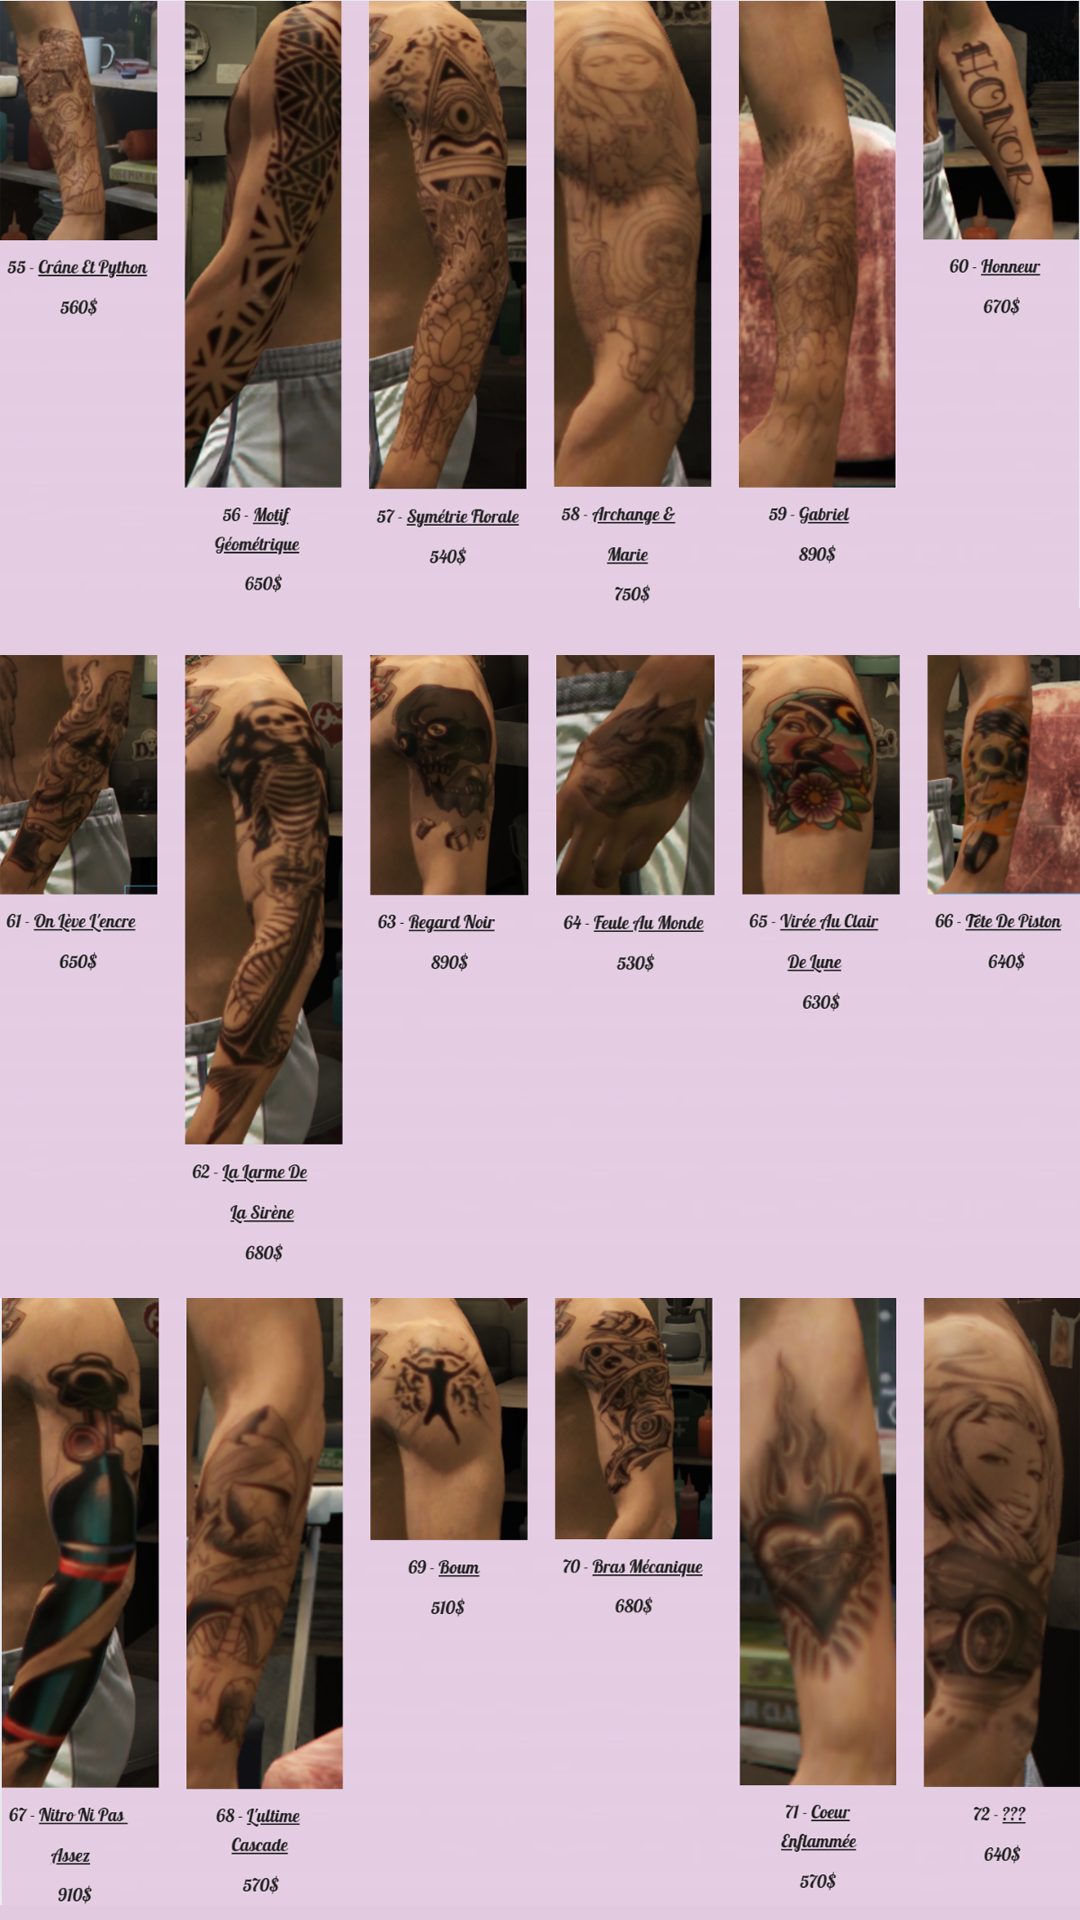 HONOR
55 - Crâne Et Python
560$
56 - Motif
Géométrique
650$
57 - Symétrie Florale
540$
58 - Archange &
Marie
750$
59 - Gabriel
890$
60 - Honneur
670$
61 - On Lève L'encre
650$
62 - La Larme De
La Sirène
680$
63 - Regard Noir
890$
64 - Feule Au Monde
530$
65 - Virée Au Clair
De Lune
630$
66 - Tête De Piston
640$
67 - Nitro Ni Pas
Assez
910$
68 - L'ultime
Cascade
570$
69 - Boum
510$
70 - Bras Mécanique
680$
71 - Coeur
Enflammée
570$
72 - ???
640$